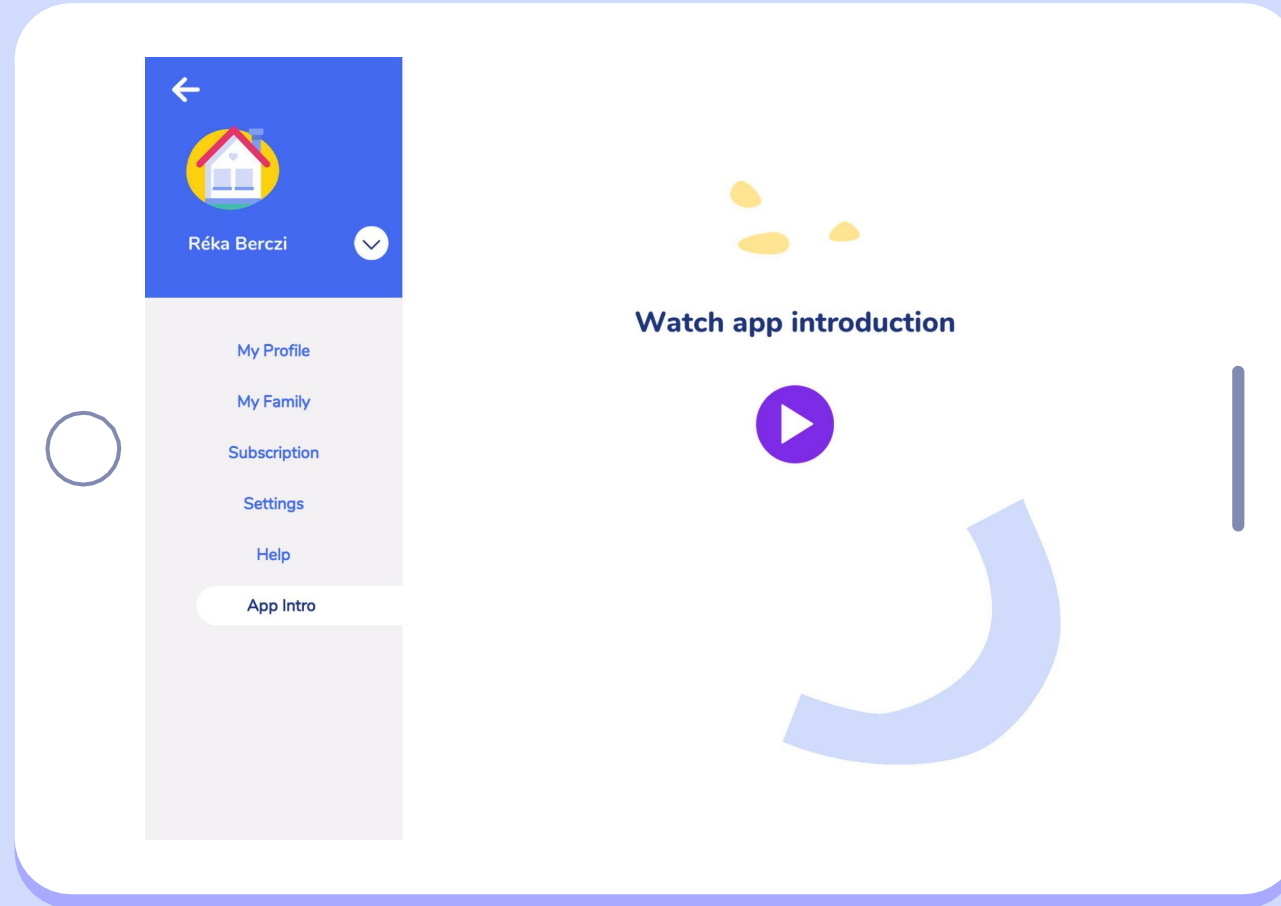 Réka Berczi
My Profile
My Family
Subscription
Settings
Help
App Intro
Watch app introduction